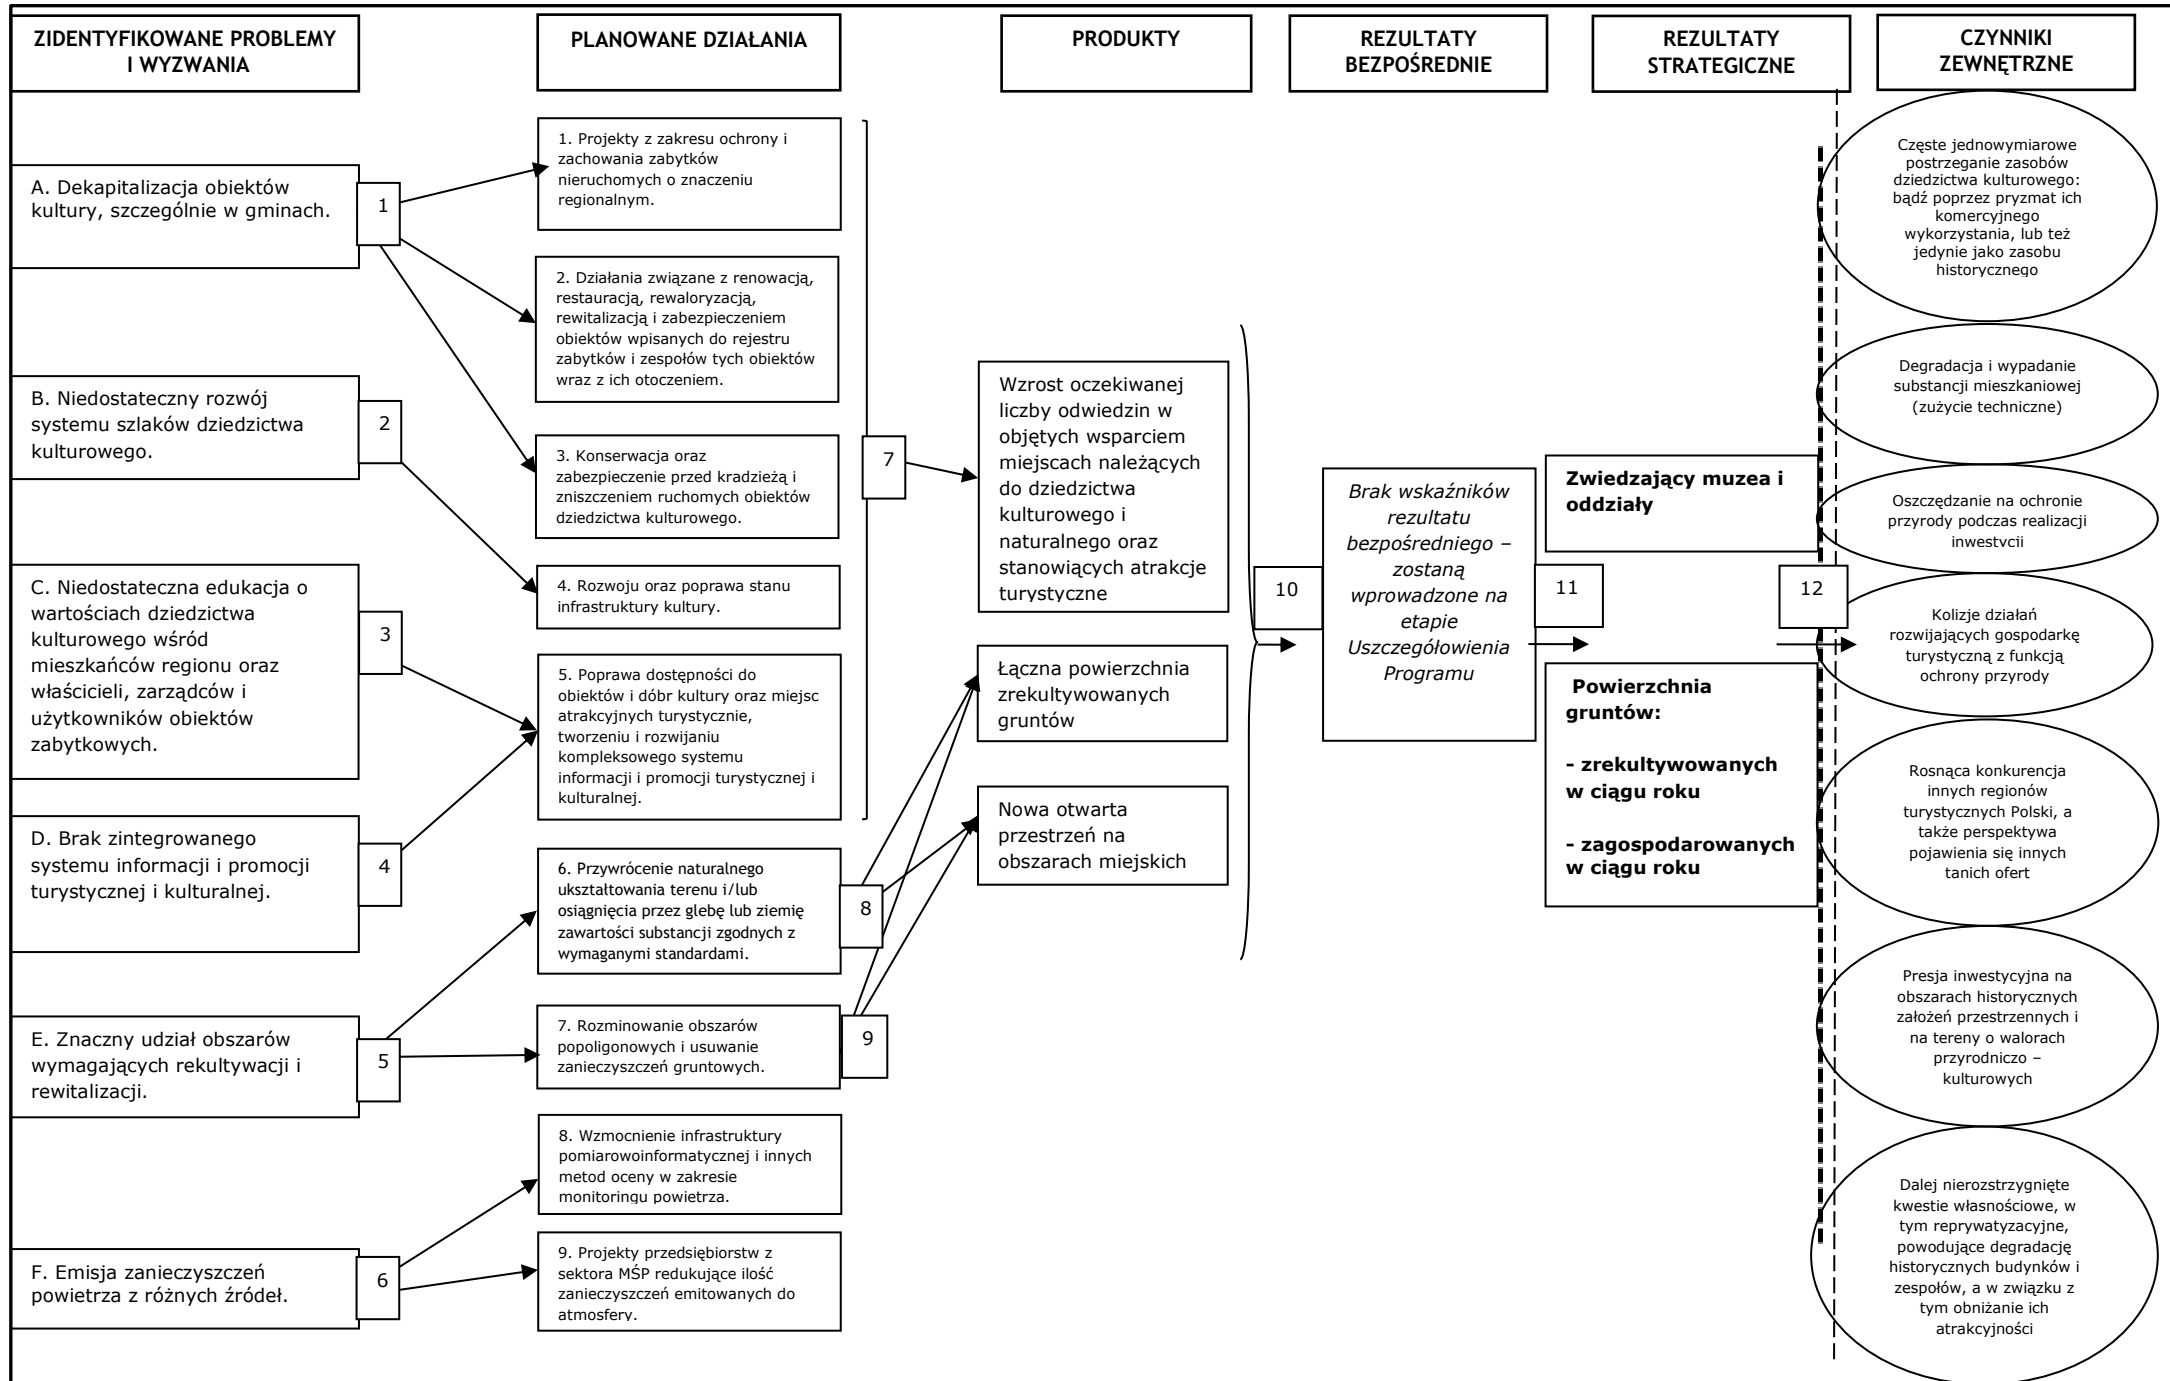 ZIDENTYFIKOWANE PROBLEMY
I WYZWANIA
PLANOWANE DZIAŁANIA
PRODUKTY
REZULTATY
BEZPOŚREDNIE
REZULTATY
STRATEGICZNE
CZYNNIKI
ZEWNĘTRZNE
A. Dekapitalizacja obiektów
kultury, szczególnie w gminach.
1
B. Niedostateczny rozwój
systemu szlaków dziedzictwa
kulturowego.
2
C. Niedostateczna edukacja o
wartościach dziedzictwa
kulturowego wśród
mieszkańców regionu oraz
właścicieli, zarządców i
użytkowników obiektów
zabytkowych.
3
D. Brak zintegrowanego
systemu informacji i promocji
turystycznej i kulturalnej.
4
E. Znaczny udział obszarów
wymagających rekultywacji i
rewitalizacji.
5
F. Emisja zanieczyszczeń
powietrza z różnych źródeł.
6
1. Projekty z zakresu ochrony i
zachowania zabytków
nieruchomych o znaczeniu
regionalnym.
2. Działania związane z renowacją,
restauracją, rewaloryzacją,
rewitalizacją i zabezpieczeniem
obiektów wpisanych do rejestru
zabytków i zespołów tych obiektów
wraz z ich otoczeniem.
3. Konserwacja oraz
zabezpieczenie przed kradzieżą i
zniszczeniem ruchomych obiektów
dziedzictwa kulturowego.
4. Rozwoju oraz poprawa stanu
infrastruktury kultury.
5. Poprawa dostępności do
obiektów i dóbr kultury oraz miejsc
atrakcyjnych turystycznie,
tworzeniu i rozwijaniu
kompleksowego systemu
informacji i promocji turystycznej i
kulturalnej.
6. Przywrócenie naturalnego
ukształtowania terenu i/lub
osiągnięcia przez glebę lub ziemię
zawartości substancji zgodnych z
wymaganymi standardami.
7. Rozminowanie obszarów
popoligonowych i usuwanie
zanieczyszczeń gruntowych.
8. Wzmocnienie infrastruktury
pomiarowoinformatycznej i innych
metod oceny w zakresie
monitoringu powietrza.
9. Projekty przedsiębiorstw z
sektora MŚP redukujące ilość
zanieczyszczeń emitowanych do
atmosfery.
7
8
9
Wzrost oczekiwanej
liczby odwiedzin w
objętych wsparciem
miejscach należących
do dziedzictwa
kulturowego i
naturalnego oraz
stanowiących atrakcje
turystyczne
Łączna powierzchnia
zrekultywowanych
gruntów
Nowa otwarta
przestrzeń na
obszarach miejskich
10
Brak wskaźników
rezultatu
bezpośredniego –
zostaną
wprowadzone na
etapie
Uszczegółowienia
Programu
11
Zwiedzający muzea i
oddziały
Powierzchnia
gruntów:
- zrekultywowanych
w ciągu roku
- zagospodarowanych
w ciągu roku
12
Częste jednowymiarowe
postrzeganie zasobów
dziedzictwa kulturowego:
bądź poprzez pryzmat ich
komercyjnego
wykorzystania, lub też
jedynie jako zasobu
historycznego
Degradacja i wypadanie
substancji mieszkaniowej
(zużycie techniczne)
Oszczędzanie na ochronie
przyrody podczas realizacji
inwestycji
Kolizje działań
rozwijających gospodarkę
turystyczną z funkcją
ochrony przyrody
Rosnąca konkurencja
innych regionów
turystycznych Polski, a
także perspektywa
pojawienia się innych
tanich ofert
Presja inwestycyjna na
obszarach historycznych
założeń przestrzennych i
na tereny o walorach
przyrodniczo –
kulturowych
Dalej nierozstrzygnięte
kwestie własnościowe, w
tym reprywatyzacyjne,
powodujące degradację
historycznych budynków i
zespołów, a w związku z
tym obniżanie ich
atrakcyjności